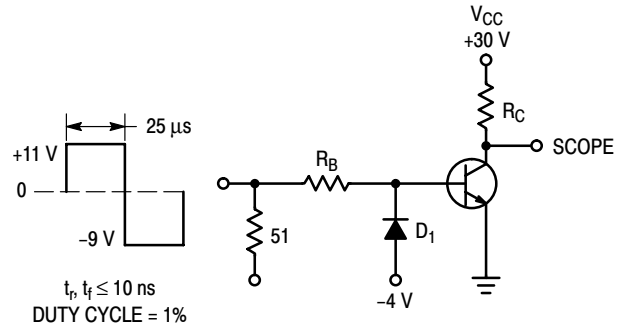 V_CC
+30 V
25 μs
R_C
+11 V
SCOPE
R_B
0
51
D_1
−9 V
−4 V
t_r, t_f ≤ 10 ns
DUTY CYCLE = 1%